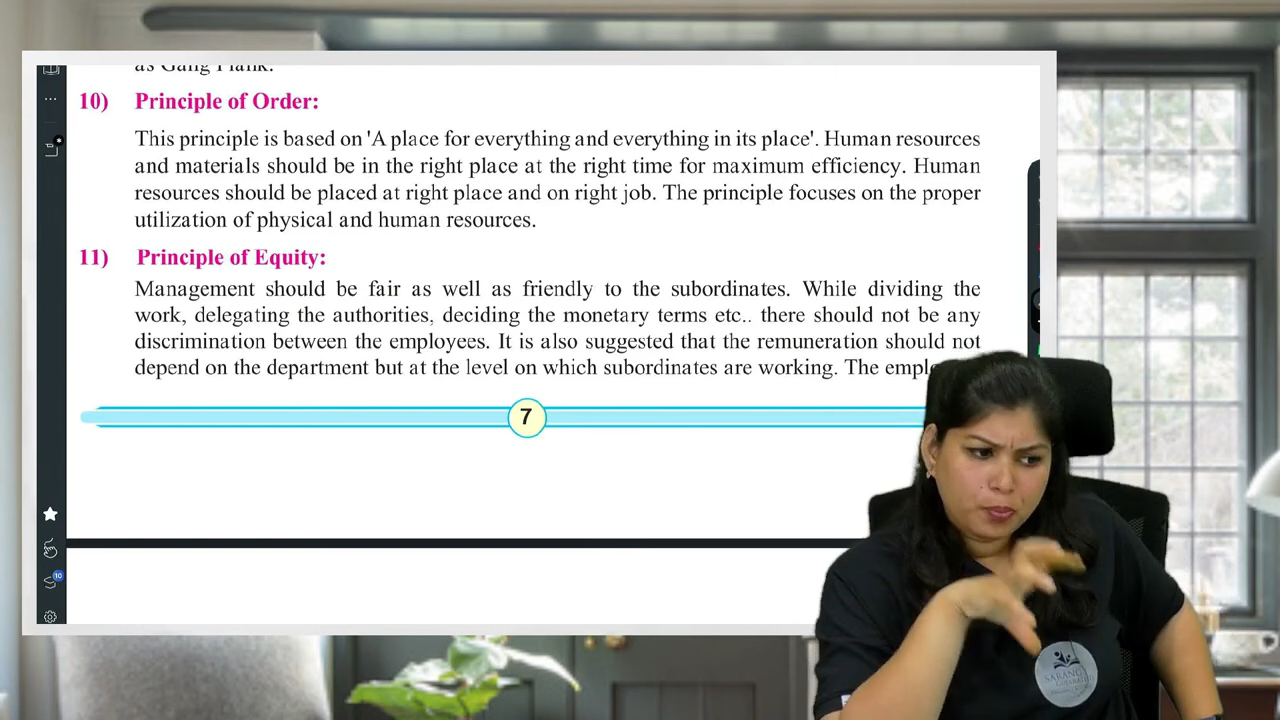 as Gang Plank.
10) Principle of Order:
This principle is based on 'A place for everything and everything in its place'. Human resources
and materials should be in the right place at the right time for maximum efficiency. Human
resources should be placed at right place and on right job. The principle focuses on the proper
utilization of physical and human resources.
11) Principle of Equity:
Management should be fair as well as friendly to the subordinates. While dividing the
work, delegating the authorities, deciding the monetary terms etc.. there should not be any
discrimination between the employees. It is also suggested that the remuneration should not
depend on the department but at the level on which subordinates are working. The
7
10
SARANG